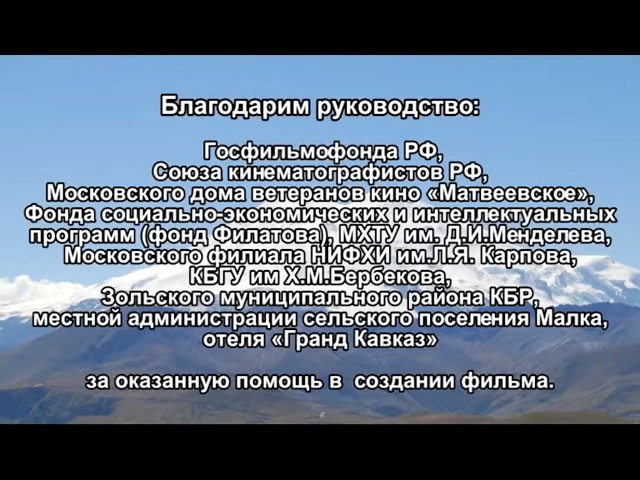 Благодарим руководство:
Госфильмофонда РФ,
Союза кинематографистов РФ,
Московского дома ветеранов кино «Матвеевское»,
Фонда социально-экономических и интеллектуальных
программ (фонд Филатова), МХТУ им. Д.И.Менделева,
Московского филиала НИФХИ им.Л.Я. Карпова,
КБГУ им Х.М.Бербекова,
Зольского муниципального района КБР,
местной администрации сельского поселения Малка,
отеля «Гранд Кавказ»
за оказанную помощь в создании фильма.